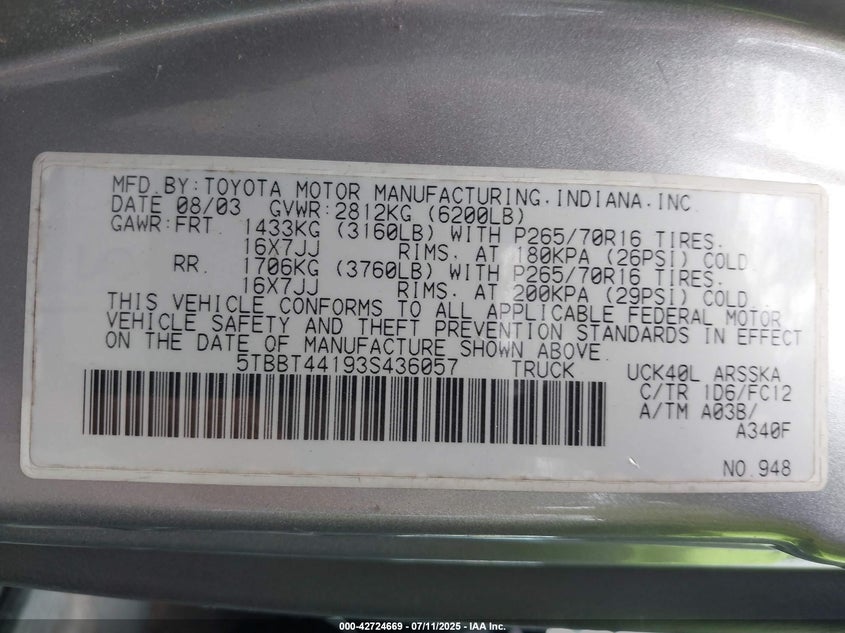 MFD.BY:TOYOTA MOTOR MANUFACTURING.INDIANA.INC
DATE 08/03 GVWR:2812KG (6200LB)
GAWR:FRT. 1433KG (3160LB) WITH P265/70R16 TIRES.
16X7JJ RIMS. AT 180KPA (26PSI) COLD.
RR. 1706KG (3760LB) WITH P265/70R16 TIRES.
16X7JJ RIMS. AT 200KPA (29PSI) COLD.
THIS VEHICLE CONFORMS TO ALL APPLICABLE FEDERAL MOTOR
VEHICLE SAFETY AND THEFT PREVENTION STANDARDS IN EFFECT
ON THE DATE OF MANUFACTURE SHOWN ABOVE.
5TBBT44193S436057 TRUCK
UCK40L ARSSKA
C/TR 1D6/FC12
A/TM A03B/
A340F
NO.948
000-42724669 - 07/11/2025 - IAA Inc.